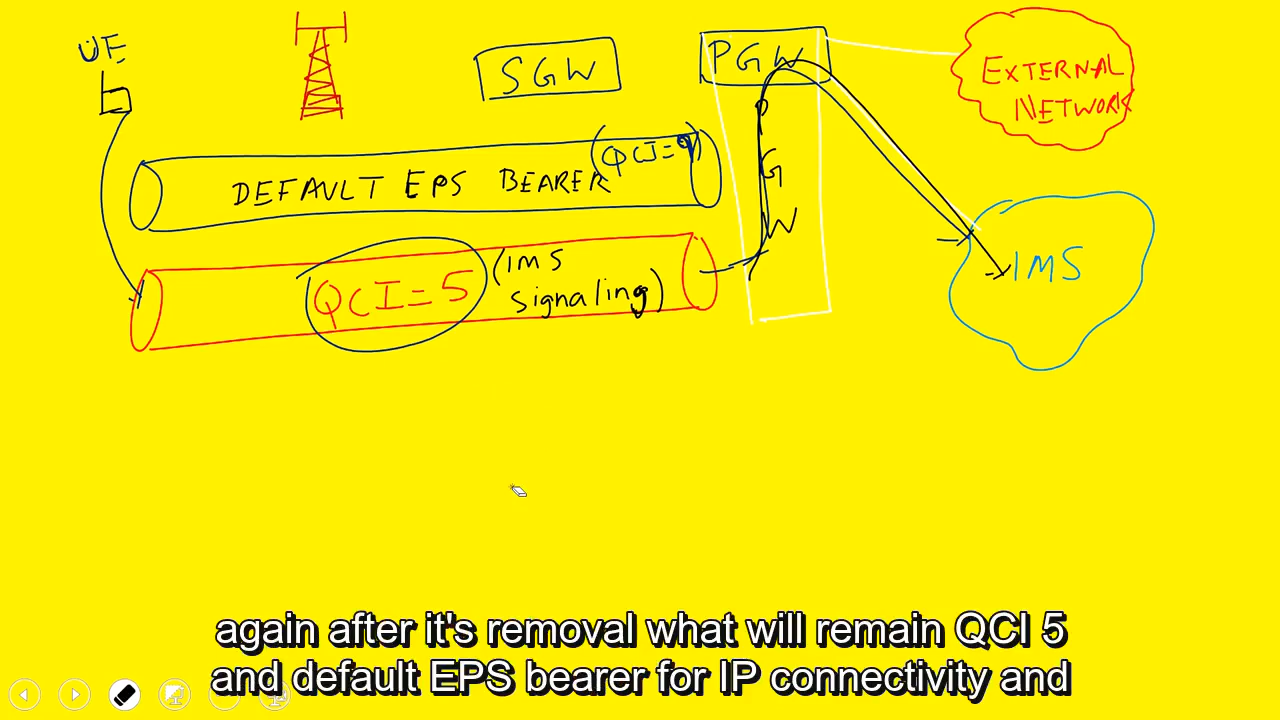 UE
SGW
PGW
EXTERNAL
NETWORK
DEFAULT EPS BEARER
(QCI=9)
PGW
QCI=5
(IMS
signaling)
IMS
again after it's removal what will remain QCI 5
and default EPS bearer for IP connectivity and